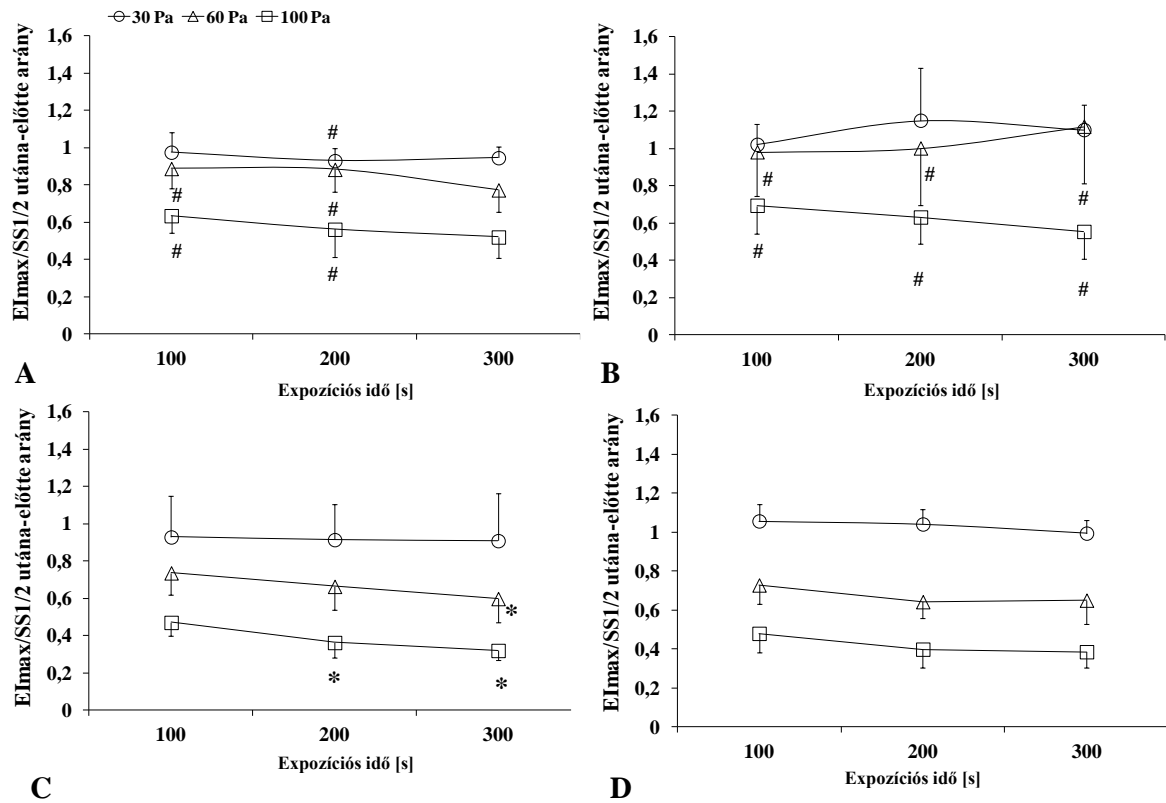 30 Pa 60 Pa 100 Pa
EImax/SS1/2 utána-előtte arány
1,6
1,4
1,2
1
0,8
0,6
0,4
0,2
0
#
#
#
#
#
100 200 300
Expozíciós idő [s]
A
EImax/SS1/2 utána-előtte arány
1,6
1,4
1,2
1
0,8
0,6
0,4
0,2
0
#
#
#
#
#
#
100 200 300
Expozíciós idő [s]
B
EImax/SS1/2 utána-előtte arány
1,6
1,4
1,2
1
0,8
0,6
0,4
0,2
0
*
*
*
100 200 300
Expozíciós idő [s]
C
EImax/SS1/2 utána-előtte arány
1,6
1,4
1,2
1
0,8
0,6
0,4
0,2
0
100 200 300
Expozíciós idő [s]
D